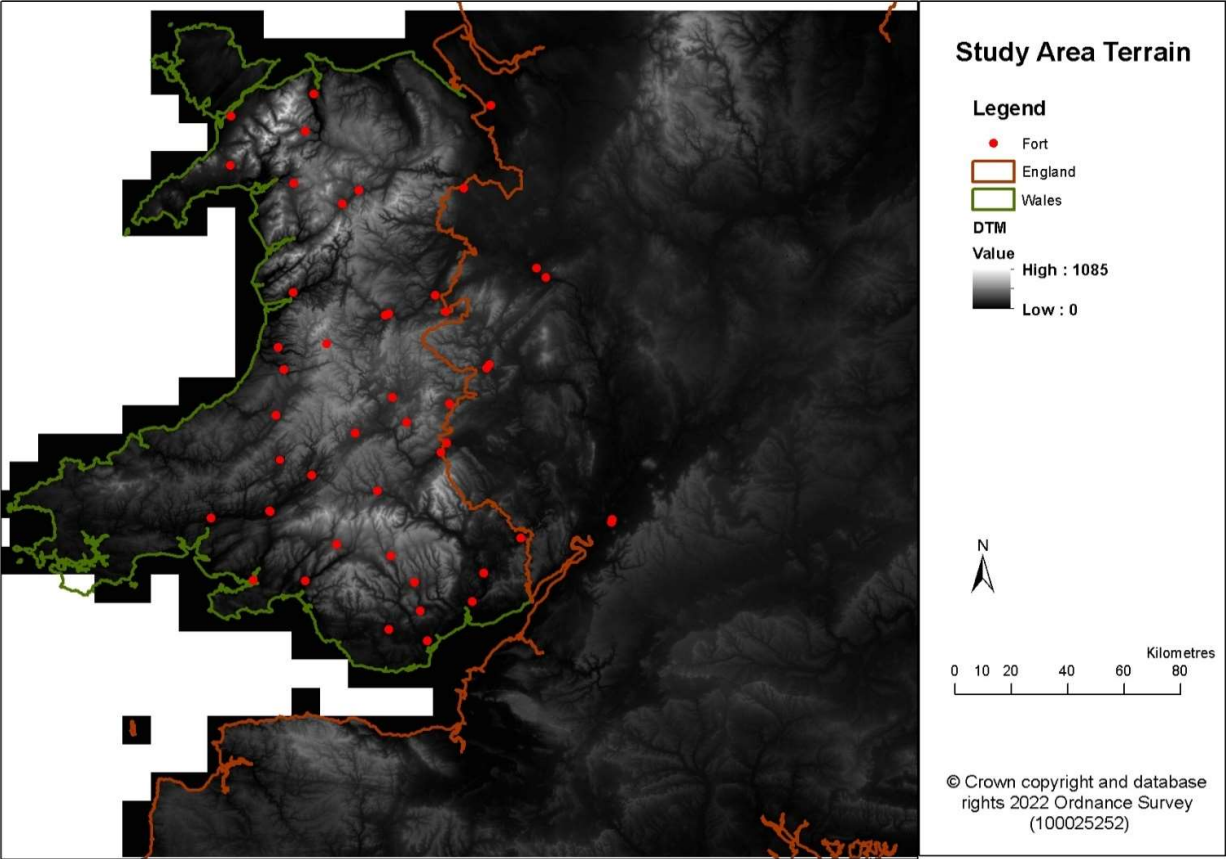 Study Area Terrain
Legend
Fort
England
Wales
DTM
Value
High : 1085
Low : 0
N
Kilometres
0 10 20 40 60 80
© Crown copyright and database
rights 2022 Ordnance Survey
(100025252)